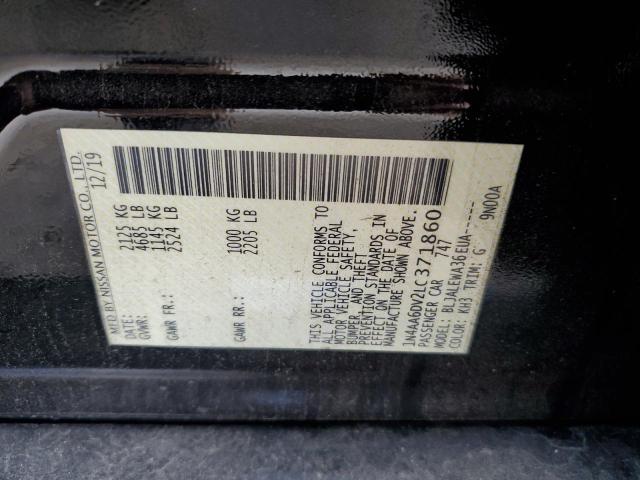 MFD BY NISSAN MOTOR CO., LTD.
DATE: 12/19
GVWR: 2125 KG
4685 LB
GAWR FR: 1145 KG
2524 LB
GAWR RR: 1000 KG
2205 LB
THIS VEHICLE CONFORMS TO
ALL APPLICABLE FEDERAL
MOTOR VEHICLE SAFETY,
BUMPER, AND THEFT
PREVENTION STANDARDS IN
EFFECT ON THE DATE OF
MANUFACTURE SHOWN ABOVE.
1N4AA6DV2LC371860
PASSENGER CAR 747
MODEL: BLJALEWA36EUA-----
COLOR: KH3 TRIM: G 9N00A